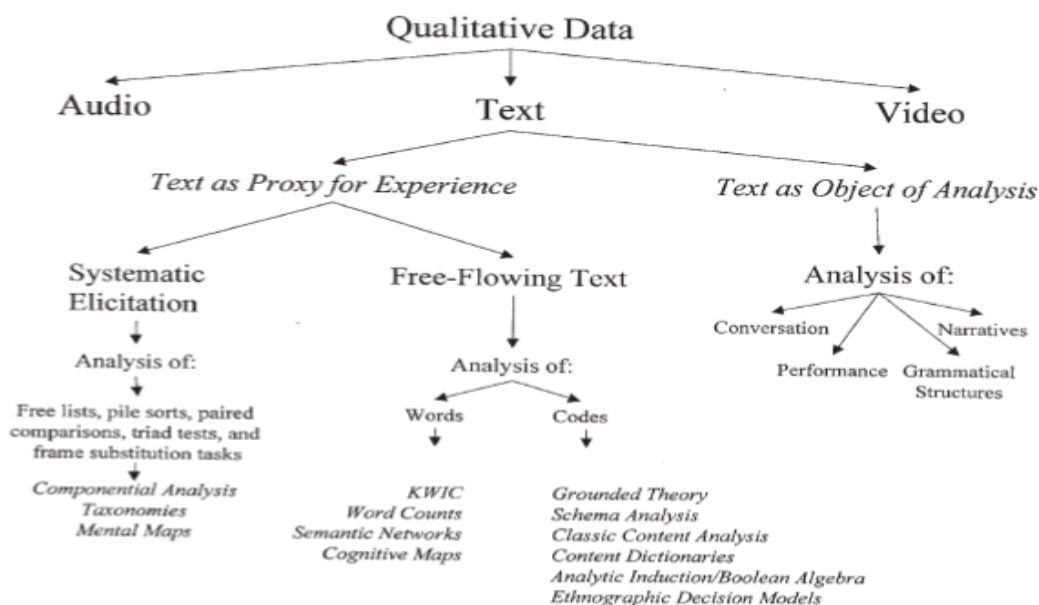 Qualitative Data
Audio
Text
Video
Text as Proxy for Experience
Text as Object of Analysis
Systematic
Elicitation
Free-Flowing Text
Analysis of:
Conversation
Narratives
Performance
Grammatical
Structures
Analysis of:
Free lists, pile sorts, paired
comparisons, triad tests, and
frame substitution tasks
Componential Analysis
Taxonomies
Mental Maps
Analysis of:
Words
Codes
KWIC
Word Counts
Semantic Networks
Cognitive Maps
Grounded Theory
Schema Analysis
Classic Content Analysis
Content Dictionaries
Analytic Induction/Boolean Algebra
Ethnographic Decision Models